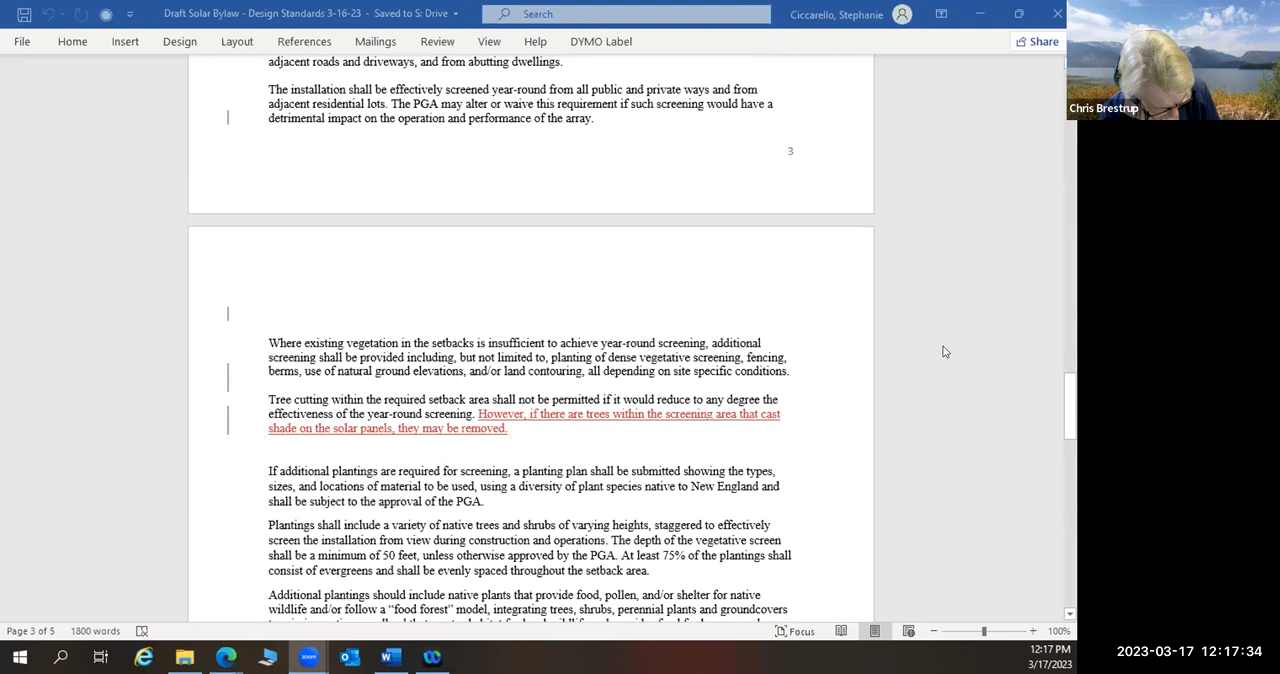 Draft Solar Bylaw - Design Standards 3-16-23 - Saved to S: Drive
Search
Ciccarello, Stephanie
File Home Insert Design Layout References Mailings Review View Help DYMO Label
Share
Chris Brestrup
adjacent roads and driveways, and from abutting dwellings.
The installation shall be effectively screened year-round from all public and private ways and from
adjacent residential lots. The PGA may alter or waive this requirement if such screening would have a
detrimental impact on the operation and performance of the array.
3
Where existing vegetation in the setbacks is insufficient to achieve year-round screening, additional
screening shall be provided including, but not limited to, planting of dense vegetative screening, fencing,
berms, use of natural ground elevations, and/or land contouring, all depending on site specific conditions.
Tree cutting within the required setback area shall not be permitted if it would reduce to any degree the
effectiveness of the year-round screening. However, if there are trees within the screening area that cast
shade on the solar panels, they may be removed.
If additional plantings are required for screening, a planting plan shall be submitted showing the types,
sizes, and locations of material to be used, using a diversity of plant species native to New England and
shall be subject to the approval of the PGA.
Plantings shall include a variety of native trees and shrubs of varying heights, staggered to effectively
screen the installation from view during construction and operations. The depth of the vegetative screen
shall be a minimum of 50 feet, unless otherwise approved by the PGA. At least 75% of the plantings shall
consist of evergreens and shall be evenly spaced throughout the setback area.
Additional plantings should include native plants that provide food, pollen, and/or shelter for native
wildlife and/or follow a “food forest” model, integrating trees, shrubs, perennial plants and groundcovers
Page 3 of 5 1800 words
Focus
100%
zoom
12:17 PM
3/17/2023
2023-03-17 12:17:34